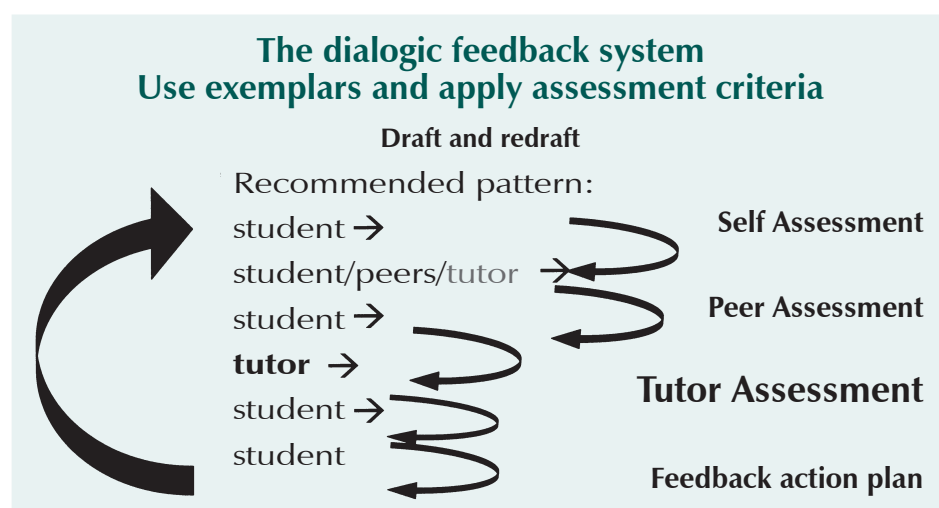 The dialogic feedback system
Use exemplars and apply assessment criteria
Draft and redraft
Recommended pattern:
student →
Self Assessment
student/peers/tutor →
Peer Assessment
student →
tutor →
Tutor Assessment
student →
student
Feedback action plan